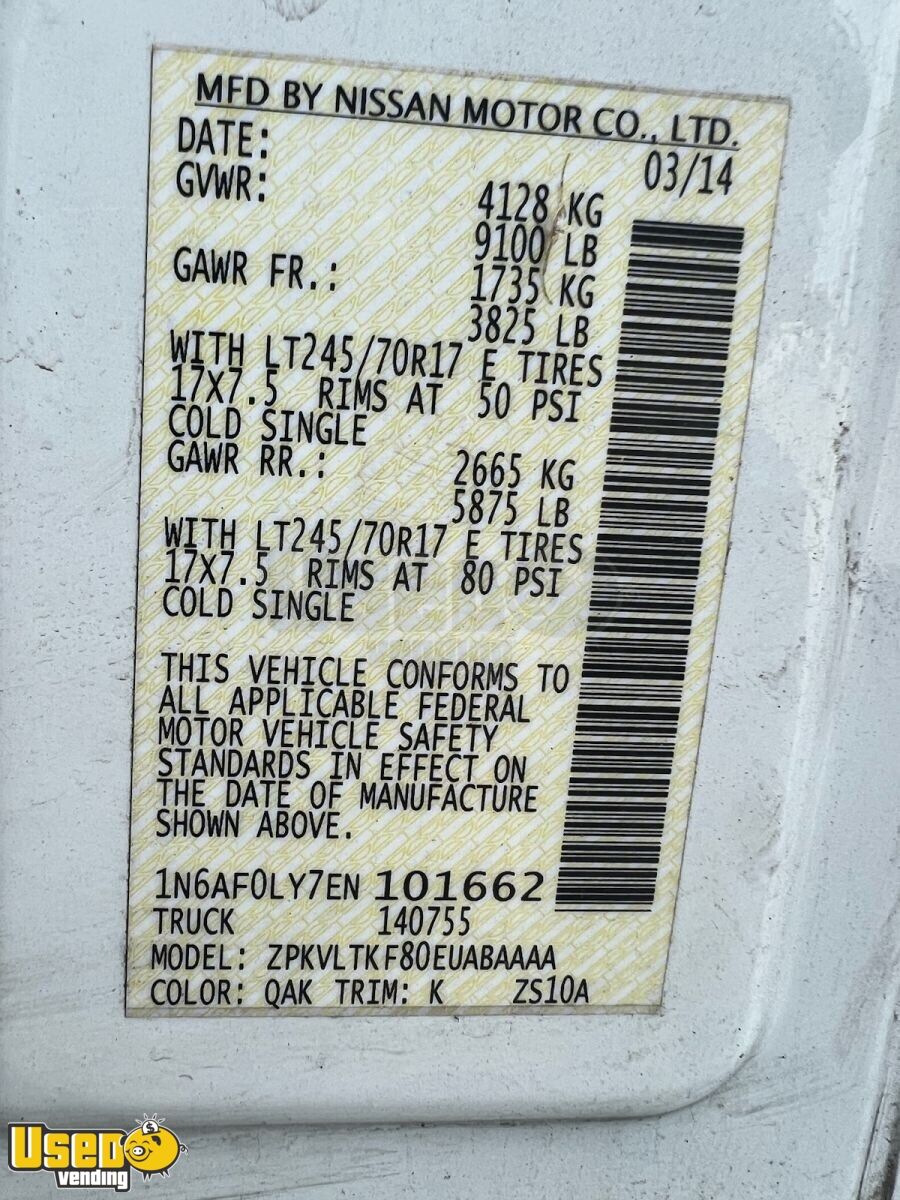 MFD BY NISSAN MOTOR CO., LTD.
DATE: 03/14
GVWR: 4128 KG
9100 LB
GAWR FR.: 1735 KG
3825 LB
WITH LT245/70R17 E TIRES
17X7.5 RIMS AT 50 PSI
COLD SINGLE
GAWR RR.: 2665 KG
5875 LB
WITH LT245/70R17 E TIRES
17X7.5 RIMS AT 80 PSI
COLD SINGLE
THIS VEHICLE CONFORMS TO
ALL APPLICABLE FEDERAL
MOTOR VEHICLE SAFETY
STANDARDS IN EFFECT ON
THE DATE OF MANUFACTURE
SHOWN ABOVE.
1N6AF0LY7EN 101662
TRUCK 140755
MODEL: ZPKVLTKF80EUABAAAA
COLOR: QAK TRIM: K ZS10A
USED
vending